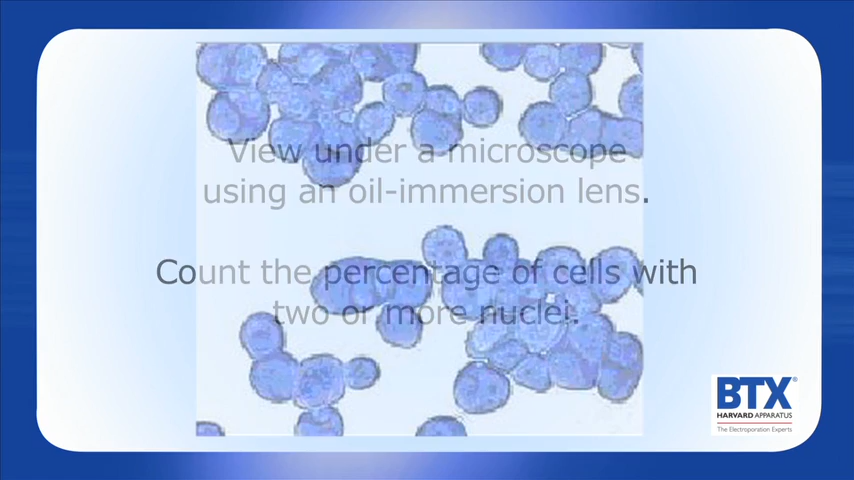 View under a microscope
using an oil-immersion lens.
Count the percentage of cells with
two or more nuclei.
BTX®
HARVARD APPARATUS
The Electroporation Experts